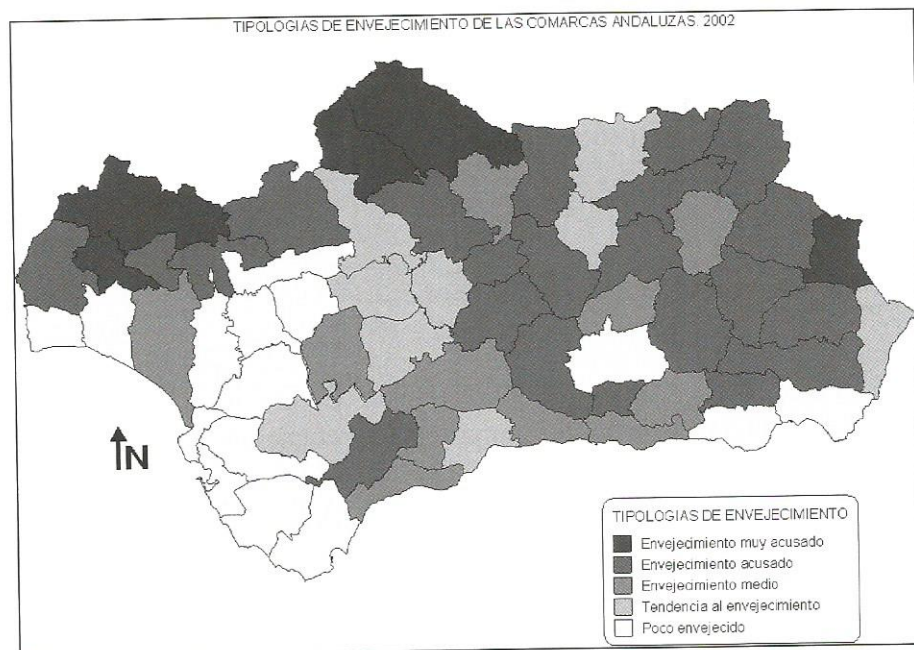 TIPOLOGIAS DE ENVEJECIMIENTO DE LAS COMARCAS ANDALUZAS. 2002
N
TIPOLOGIAS DE ENVEJECIMIENTO
Envejecimiento muy acusado
Envejecimiento acusado
Envejecimiento medio
Tendencia al envejecimiento
Poco envejecido